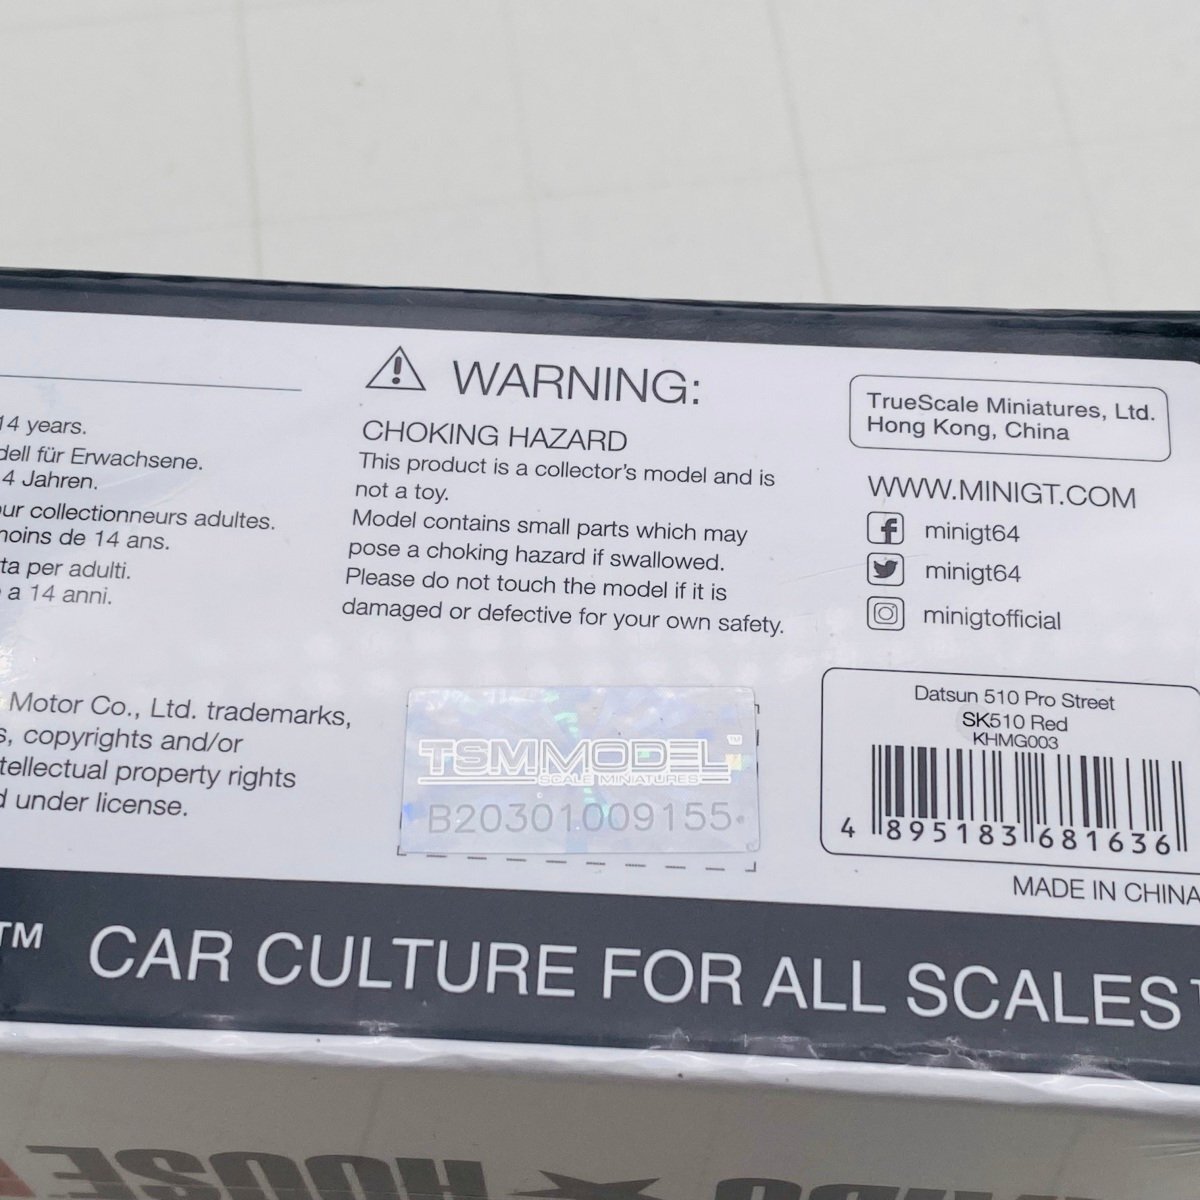 14 years.
dell für Erwachsene.
4 Jahren.
ur collectionneurs adultes.
moins de 14 ans.
ta per adulti.
a 14 anni.
Motor Co., Ltd. trademarks,
s, copyrights and/or
tellectual property rights
d under license.
WARNING:
CHOKING HAZARD
This product is a collector's model and is
not a toy.
Model contains small parts which may
pose a choking hazard if swallowed.
Please do not touch the model if it is
damaged or defective for your own safety.
TSMMODEL™
SCALE MINIATURES
B20301009155
TrueScale Miniatures, Ltd.
Hong Kong, China
WWW.MINIGT.COM
minigt64
minigt64
minigtofficial
Datsun 510 Pro Street
SK510 Red
KHMG003
4 895183 681636
MADE IN CHINA
™ CAR CULTURE FOR ALL SCALES
HOUSE